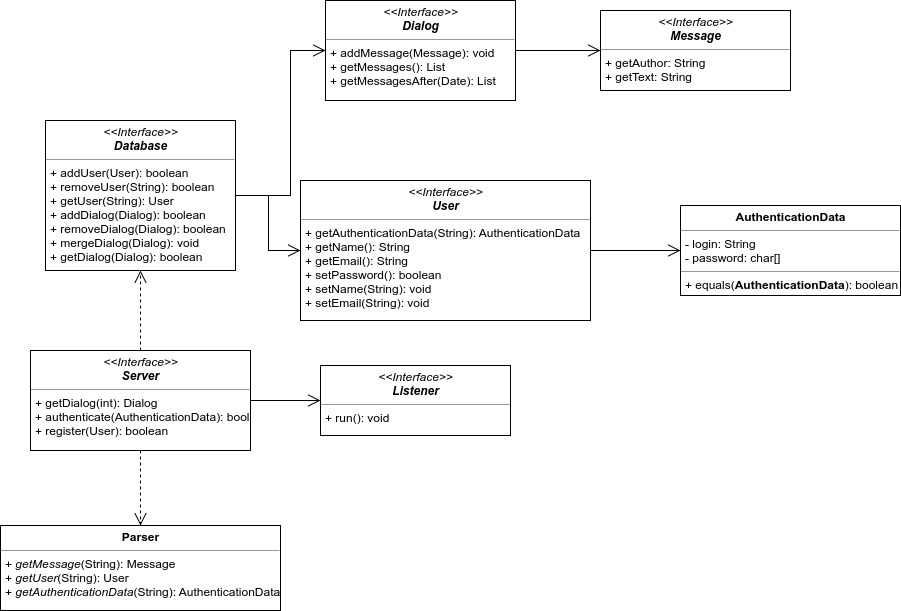 <<Interface>>
Dialog
+ addMessage(Message): void
+ getMessages(): List
+ getMessagesAfter(Date): List
<<Interface>>
Message
+ getAuthor: String
+ getText: String
<<Interface>>
Database
+ addUser(User): boolean
+ removeUser(String): boolean
+ getUser(String): User
+ addDialog(Dialog): boolean
+ removeDialog(Dialog): boolean
+ mergeDialog(Dialog): void
+ getDialog(Dialog): boolean
<<Interface>>
User
+ getAuthenticationData(String): AuthenticationData
+ getName(): String
+ getEmail(): String
+ setPassword(): boolean
+ setName(String): void
+ setEmail(String): void
AuthenticationData
- login: String
- password: char[]
+ equals(AuthenticationData): boolean
<<Interface>>
Server
+ getDialog(int): Dialog
+ authenticate(AuthenticationData): bool
+ register(User): boolean
<<Interface>>
Listener
+ run(): void
Parser
+ getMessage(String): Message
+ getUser(String): User
+ getAuthenticationData(String): AuthenticationData